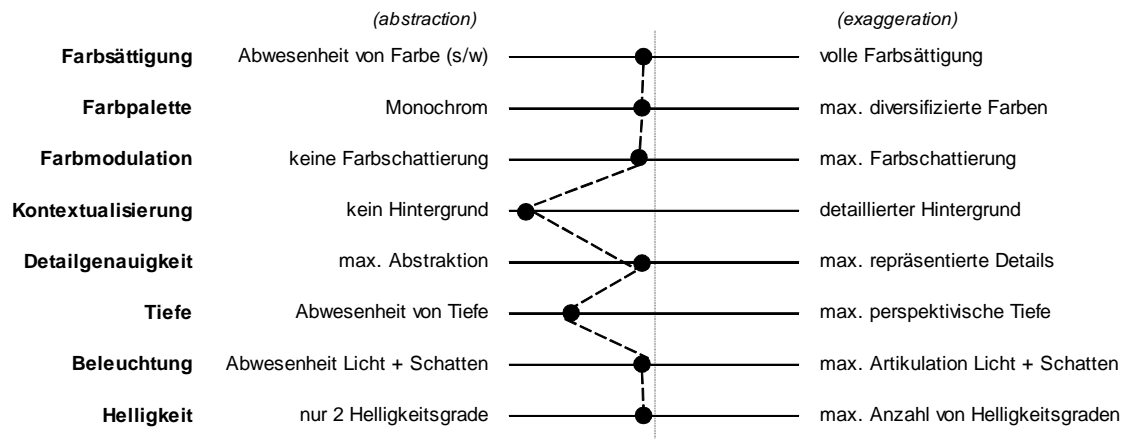 (abstraction) (exaggeration)
Farbsättigung Abwesenheit von Farbe (s/w) volle Farbsättigung
Farbpalette Monochrom max. diversifizierte Farben
Farbmodulation keine Farbschattierung max. Farbschattierung
Kontextualisierung kein Hintergrund detaillierter Hintergrund
Detailgenauigkeit max. Abstraktion max. repräsentierte Details
Tiefe Abwesenheit von Tiefe max. perspektivische Tiefe
Beleuchtung Abwesenheit Licht + Schatten max. Artikulation Licht + Schatten
Helligkeit nur 2 Helligkeitsgrade max. Anzahl von Helligkeitsgraden